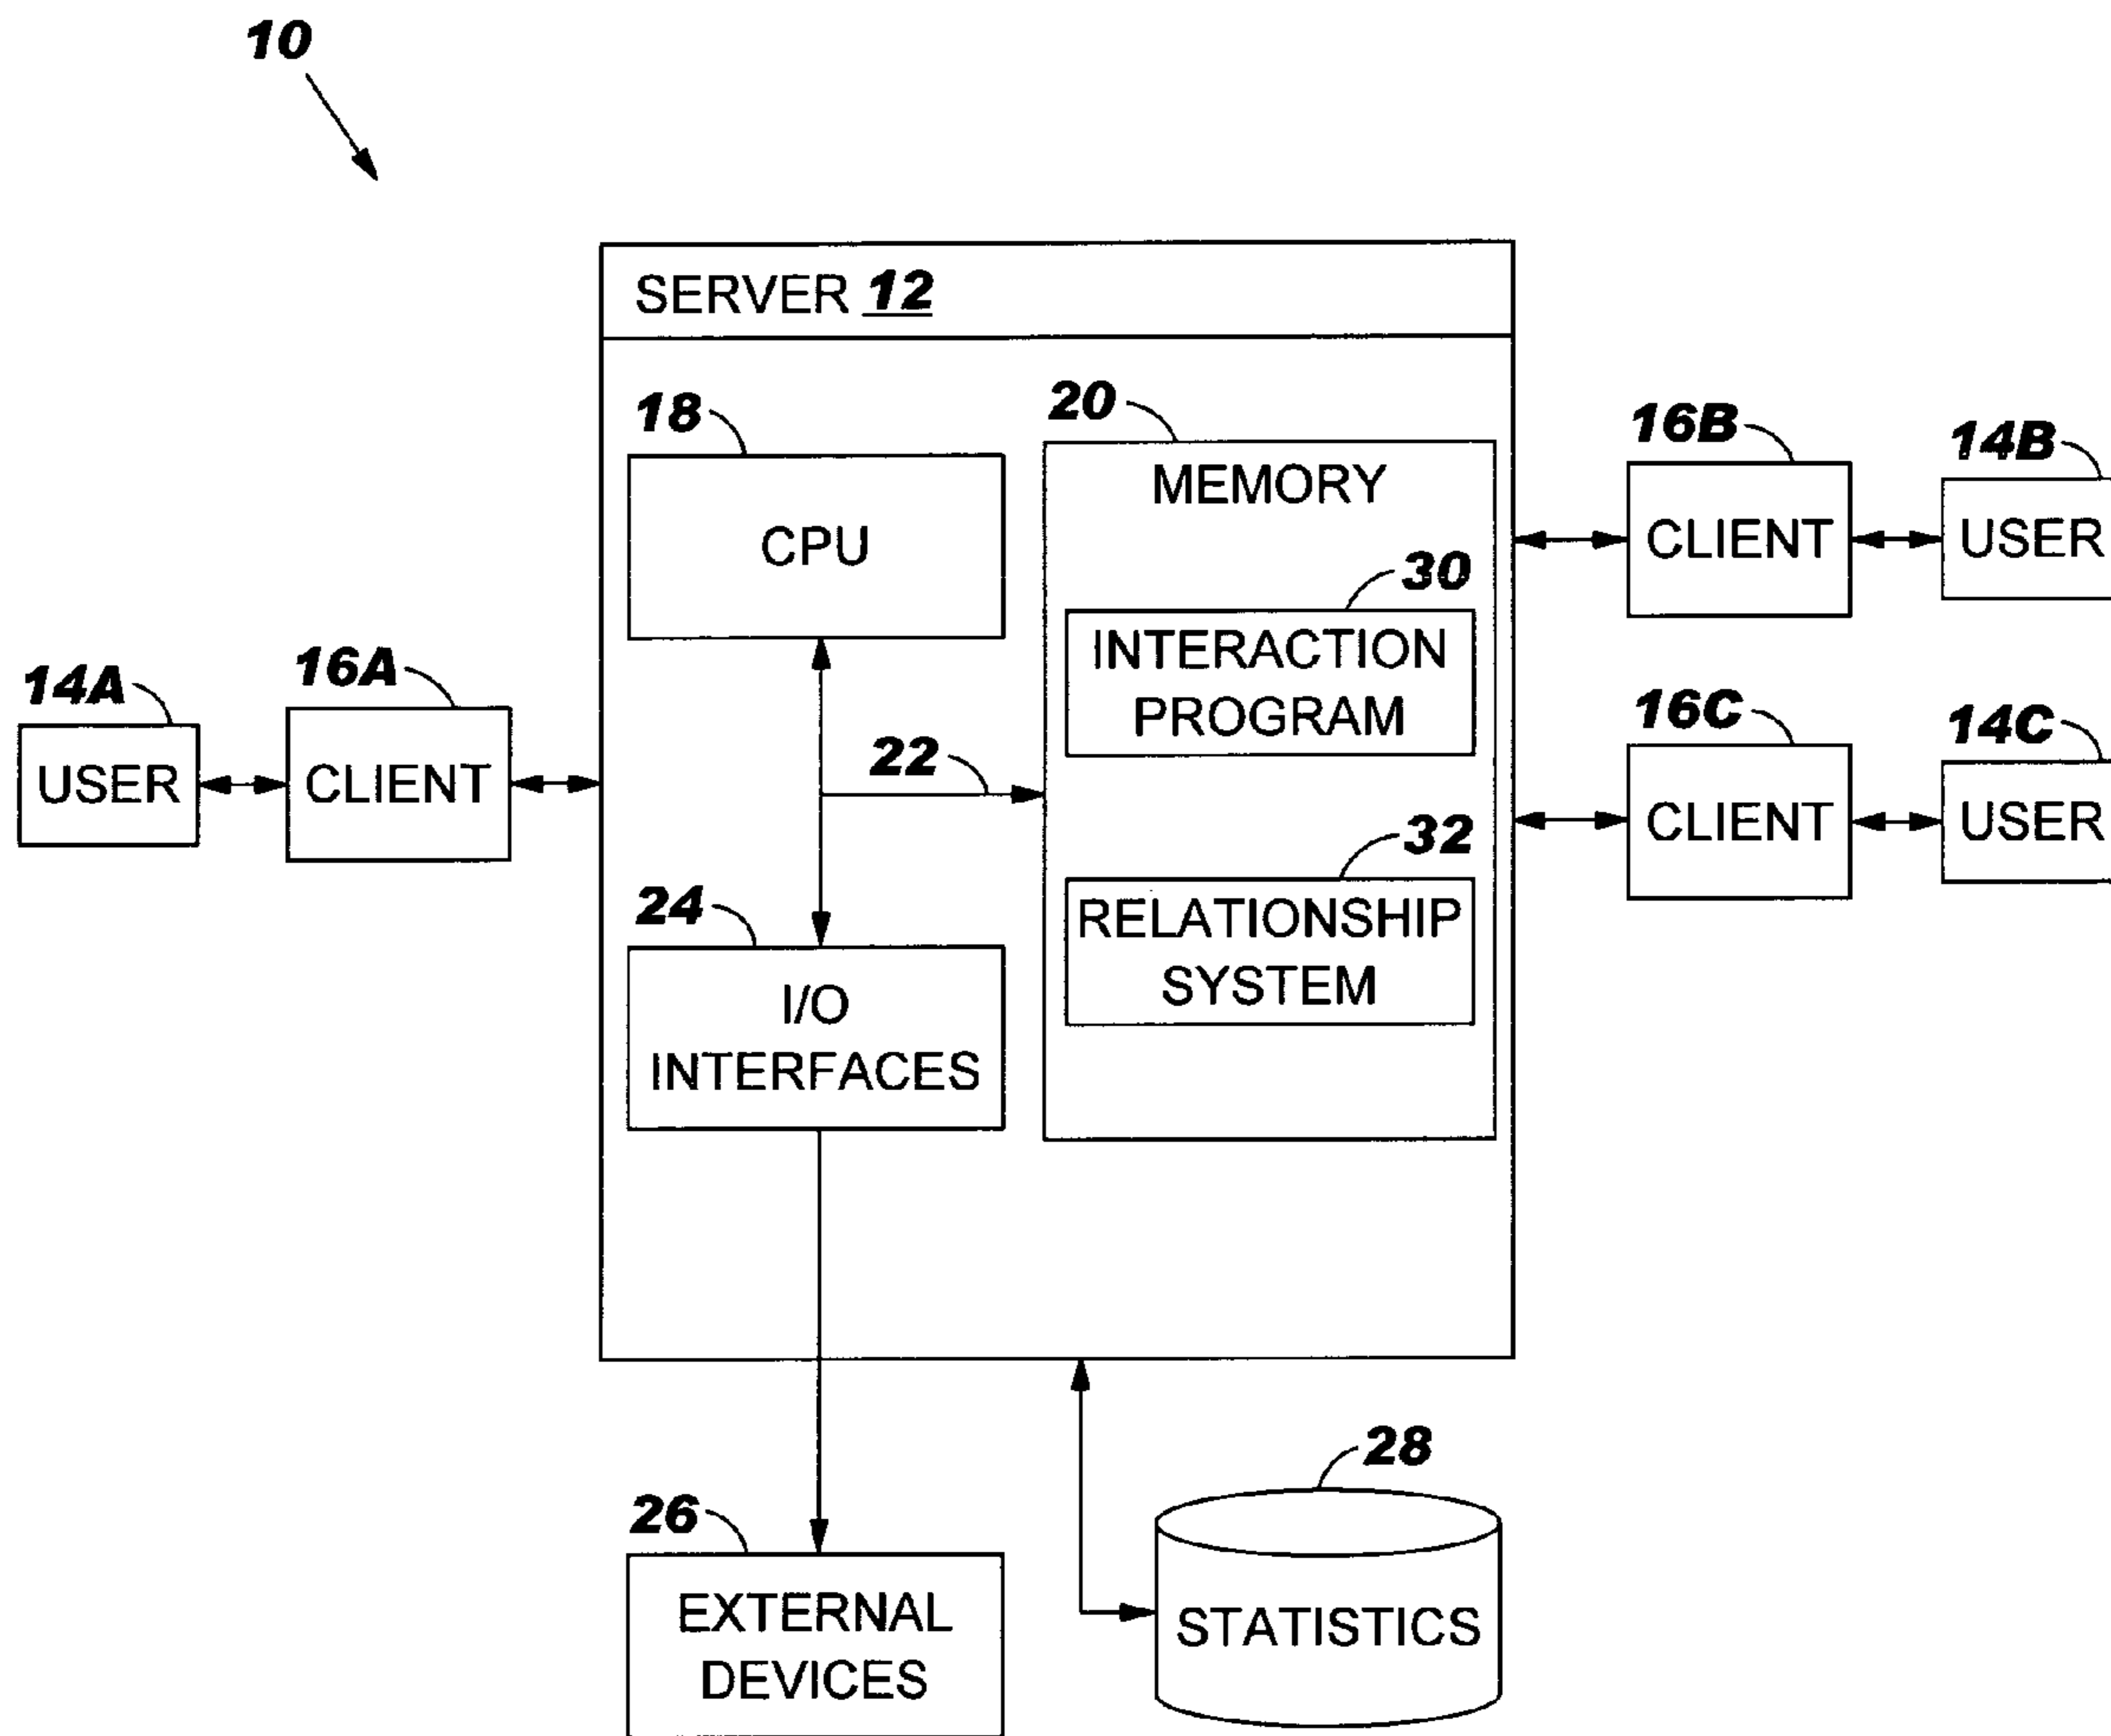 10
SERVER 12
18
CPU
20
MEMORY
30
INTERACTION
PROGRAM
22
32
RELATIONSHIP
SYSTEM
24
I/O
INTERFACES
14A
USER
16A
CLIENT
16B
CLIENT
14B
USER
16C
CLIENT
14C
USER
26
EXTERNAL
DEVICES
28
STATISTICS